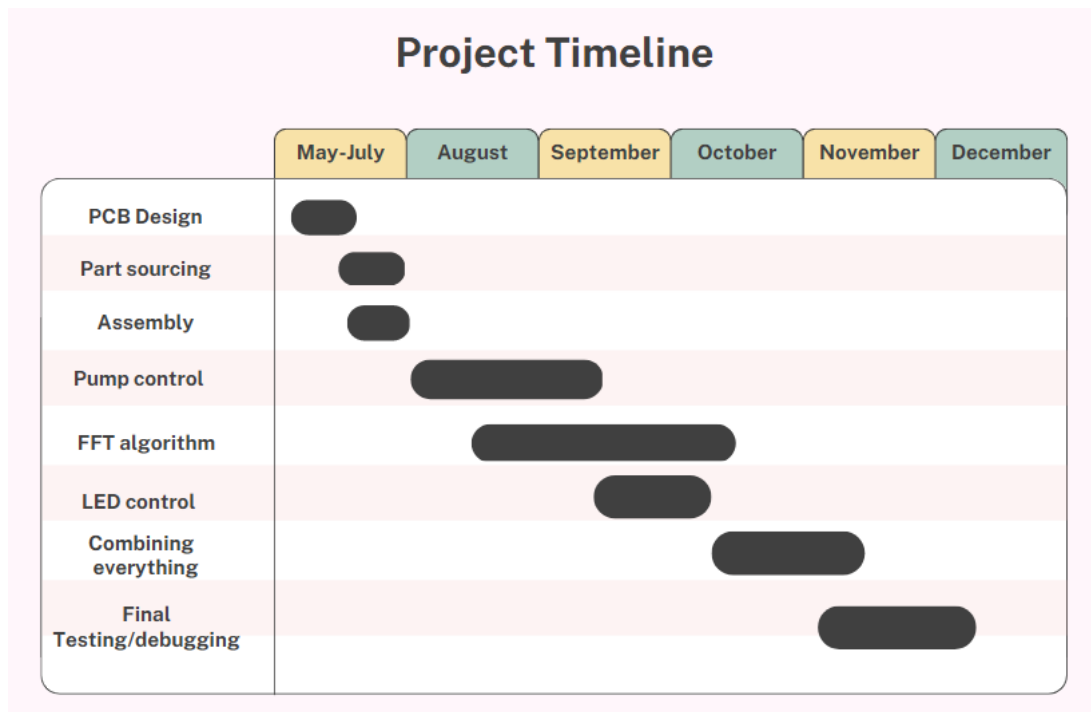 Project Timeline
May-July August September October November December
PCB Design
Part sourcing
Assembly
Pump control
FFT algorithm
LED control
Combining
everything
Final
Testing/debugging